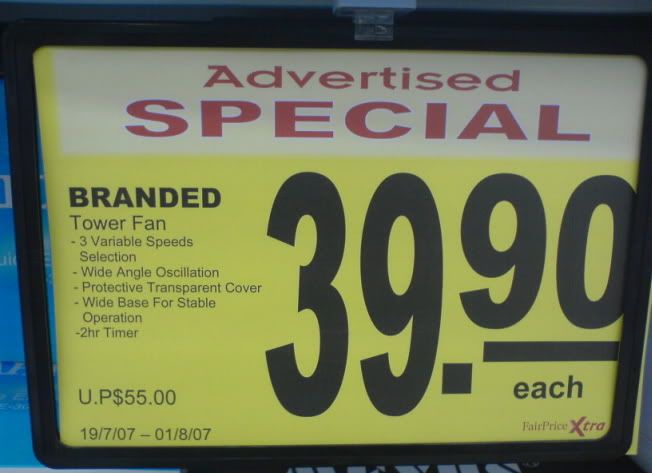 Advertised
SPECIAL
BRANDED
Tower Fan
- 3 Variable Speeds
Selection
- Wide Angle Oscillation
- Protective Transparent Cover
- Wide Base For Stable
Operation
-2hr Timer
39.90
each
U.P$55.00
19/7/07 – 01/8/07
FairPrice Xtra